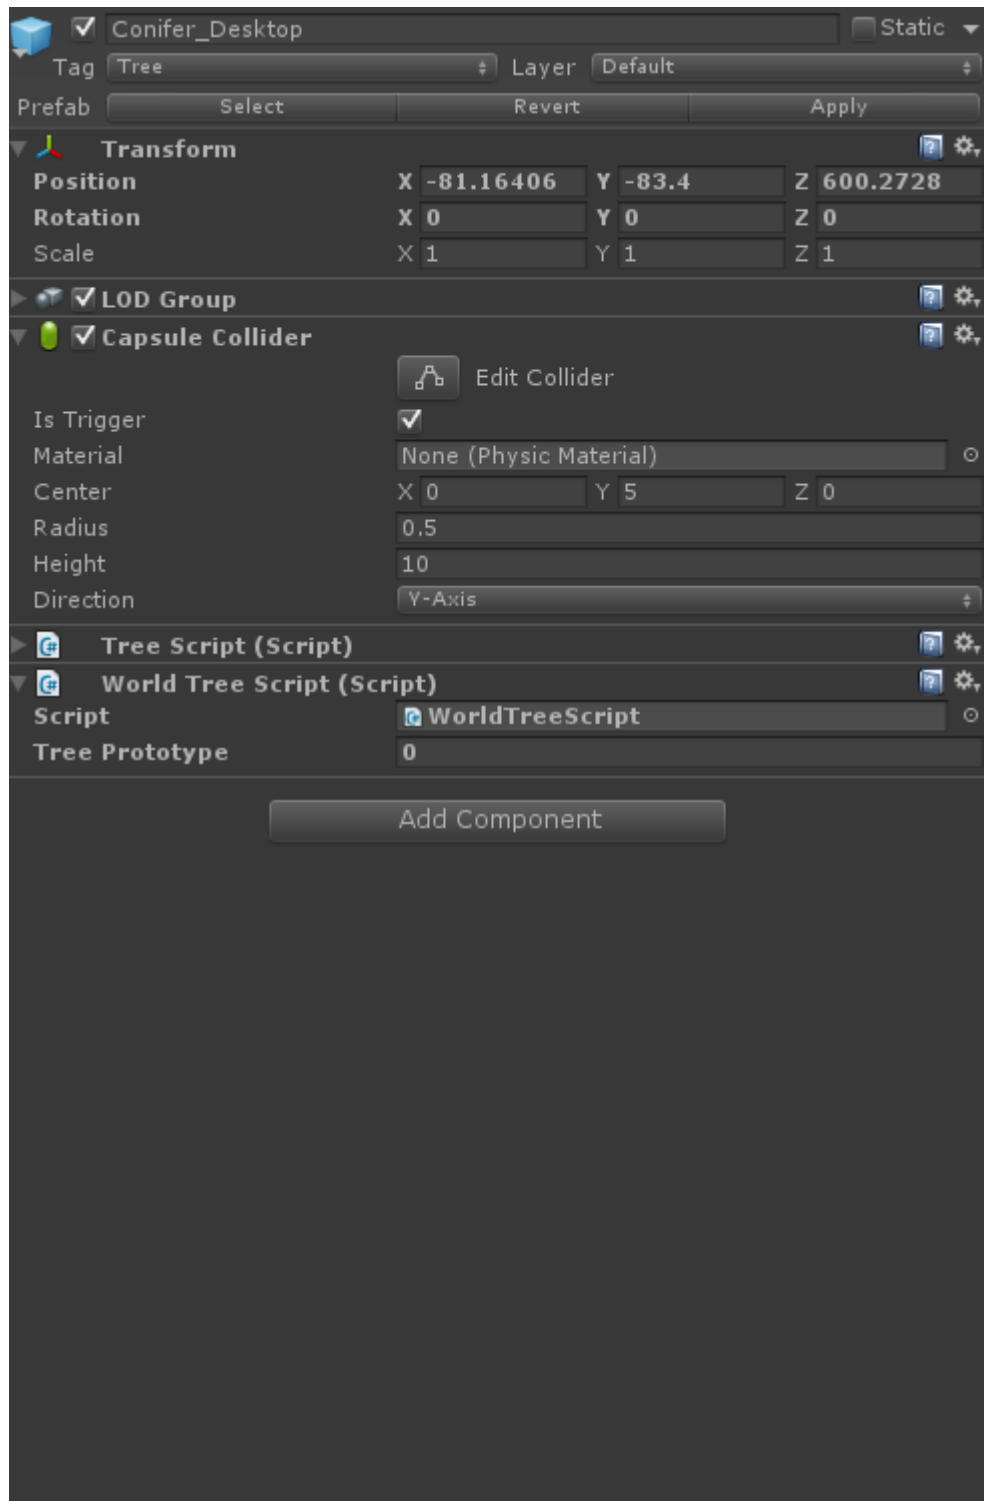 Conifer_Desktop Static
Tag Tree Layer Default
Prefab Select Revert Apply
Transform
Position X -81.16406 Y -83.4 Z 600.2728
Rotation X 0 Y 0 Z 0
Scale X 1 Y 1 Z 1
LOD Group
Capsule Collider
Edit Collider
Is Trigger
Material None (Physic Material)
Center X 0 Y 5 Z 0
Radius 0.5
Height 10
Direction Y-Axis
Tree Script (Script)
World Tree Script (Script)
Script WorldTreeScript
Tree Prototype 0
Add Component